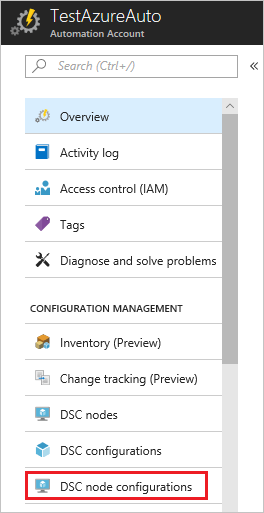 TestAzureAuto
Automation Account
Search (Ctrl+/)
Overview
Activity log
Access control (IAM)
Tags
Diagnose and solve problems
CONFIGURATION MANAGEMENT
Inventory (Preview)
Change tracking (Preview)
DSC nodes
DSC configurations
DSC node configurations